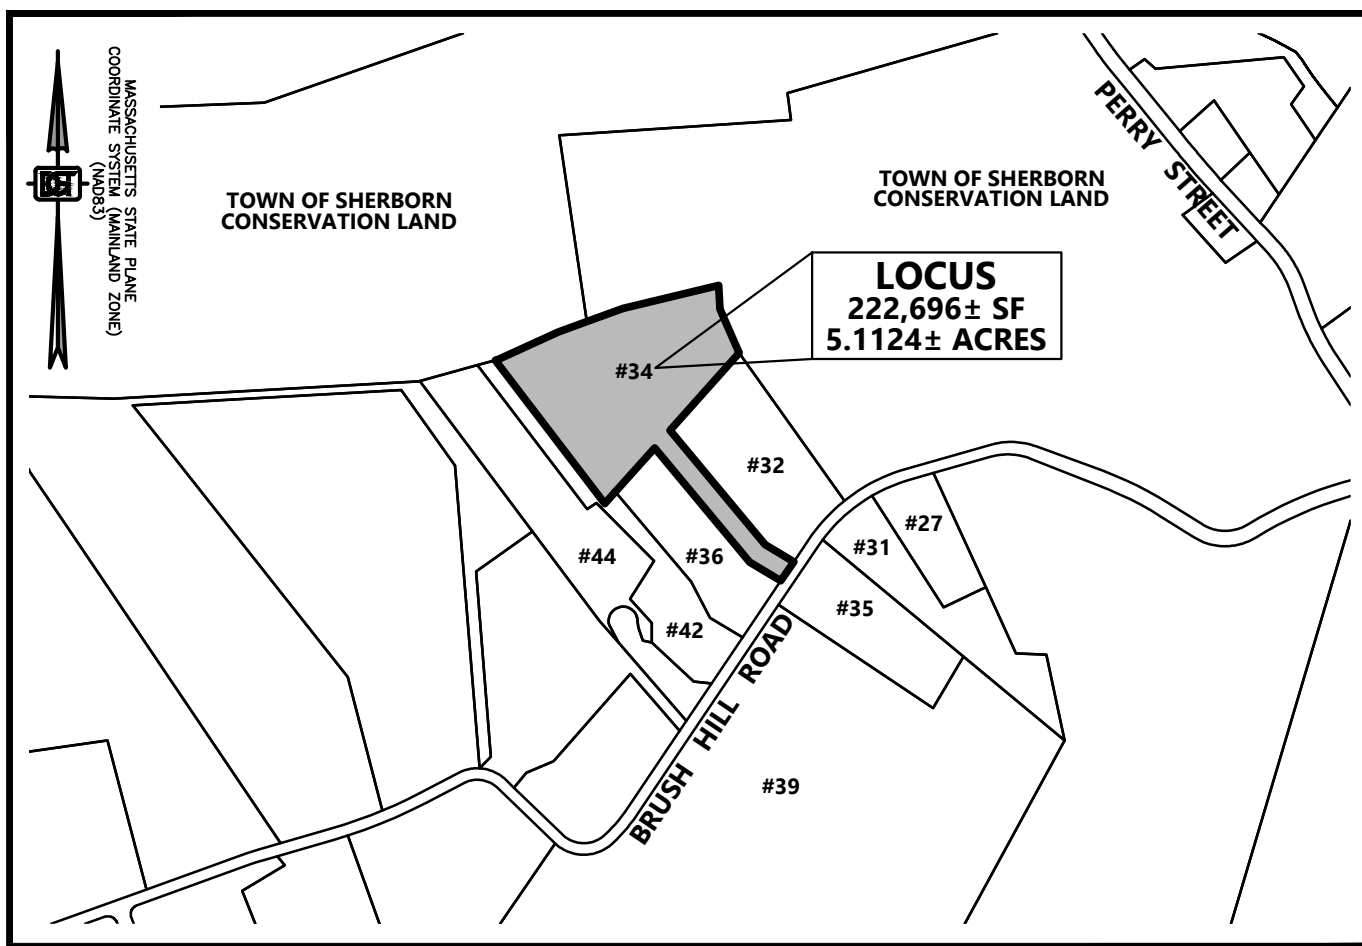 MASSACHUSETTS STATE PLANE
COORDINATE SYSTEM (MAINLAND ZONE)
(NAD83)
TOWN OF SHERBORN
CONSERVATION LAND
TOWN OF SHERBORN
CONSERVATION LAND
PERRY STREET
LOCUS
222,696± SF
5.1124± ACRES
#34
#32
#27
#31
#44
#36
#35
#42
BRUSH HILL ROAD
#39